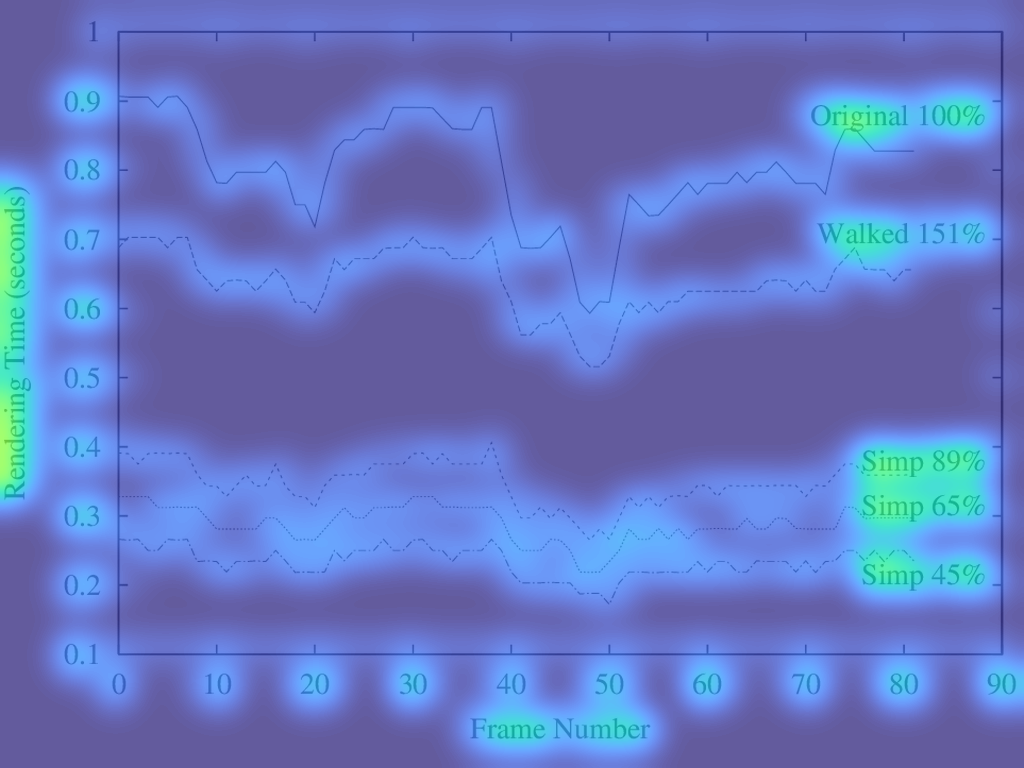 1
0.9
0.8
0.7
0.6
0.5
0.4
0.3
0.2
0.1
Rendering Time (seconds)
Original 100%
Walked 151%
Simp 89%
Simp 65%
Simp 45%
0 10 20 30 40 50 60 70 80 90
Frame Number